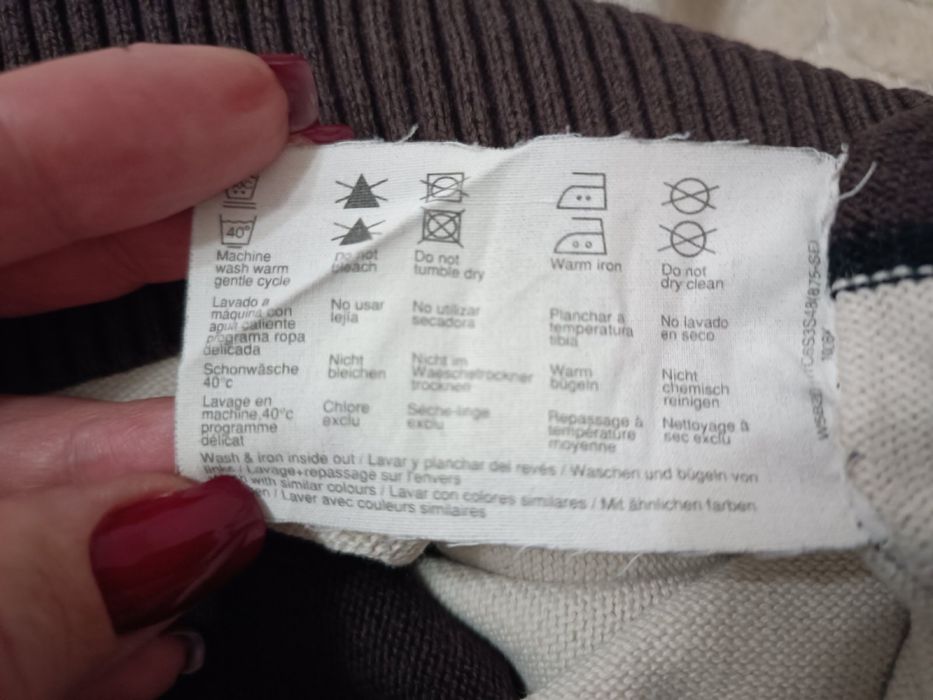 40°
Machine
wash warm
gentle cycle
Do not
bleach
Do not
tumble dry
Warm iron
Do not
dry clean
Lavado a
máquina con
agua caliente
programa ropa
delicada
No usar
lejía
No utilizar
secadora
Planchar a
temperatura
tibia
No lavado
en seco
Schonwäsche
40°c
Nicht
bleichen
Nicht im
Waeschetrockner
trocknen
Warm
bügeln
Nicht
chemisch
reinigen
Lavage en
machine,40°c
programme
délicat
Chlore
exclu
Sèche-linge
exclu
Repassage à
température
moyenne
Nettoyage à
sec exclu
Wash & iron inside out / Lavar y planchar del revés / Waschen und bügeln von
links / Lavage+repassage sur l'envers
with similar colours / Lavar con colores similares / Mit ähnlichen farben
/ Laver avec couleurs similaires